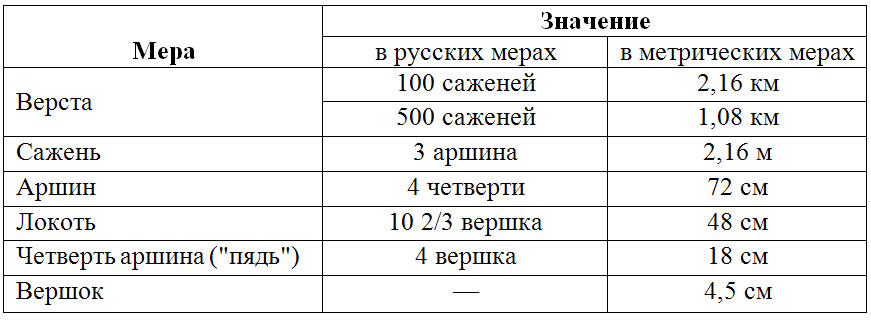 Мера Значение
в русских мерах в метрических мерах
Верста 100 саженей 2,16 км
500 саженей 1,08 км
Сажень 3 аршина 2,16 м
Аршин 4 четверти 72 см
Локоть 10 2/3 вершка 48 см
Четверть аршина ("пядь") 4 вершка 18 см
Вершок — 4,5 см